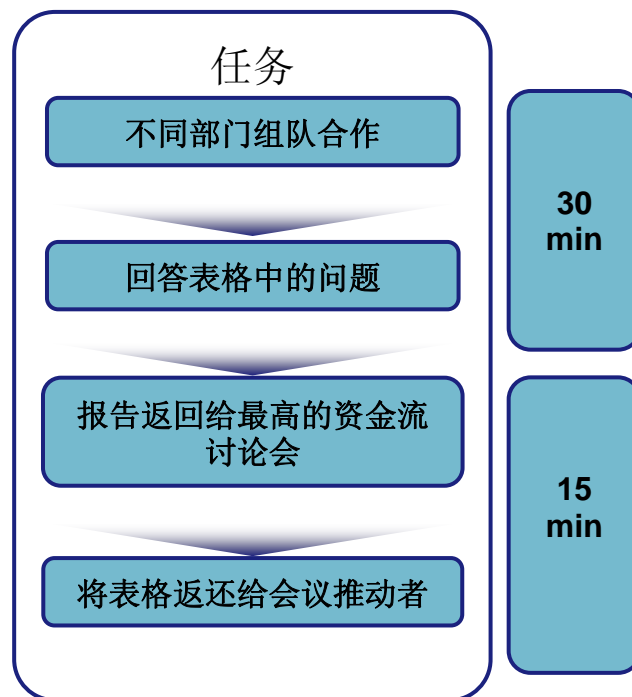 任务
不同部门组队合作
30
min
回答表格中的问题
报告返回给最高的资金流
讨论会
15
min
将表格返还给会议推动者